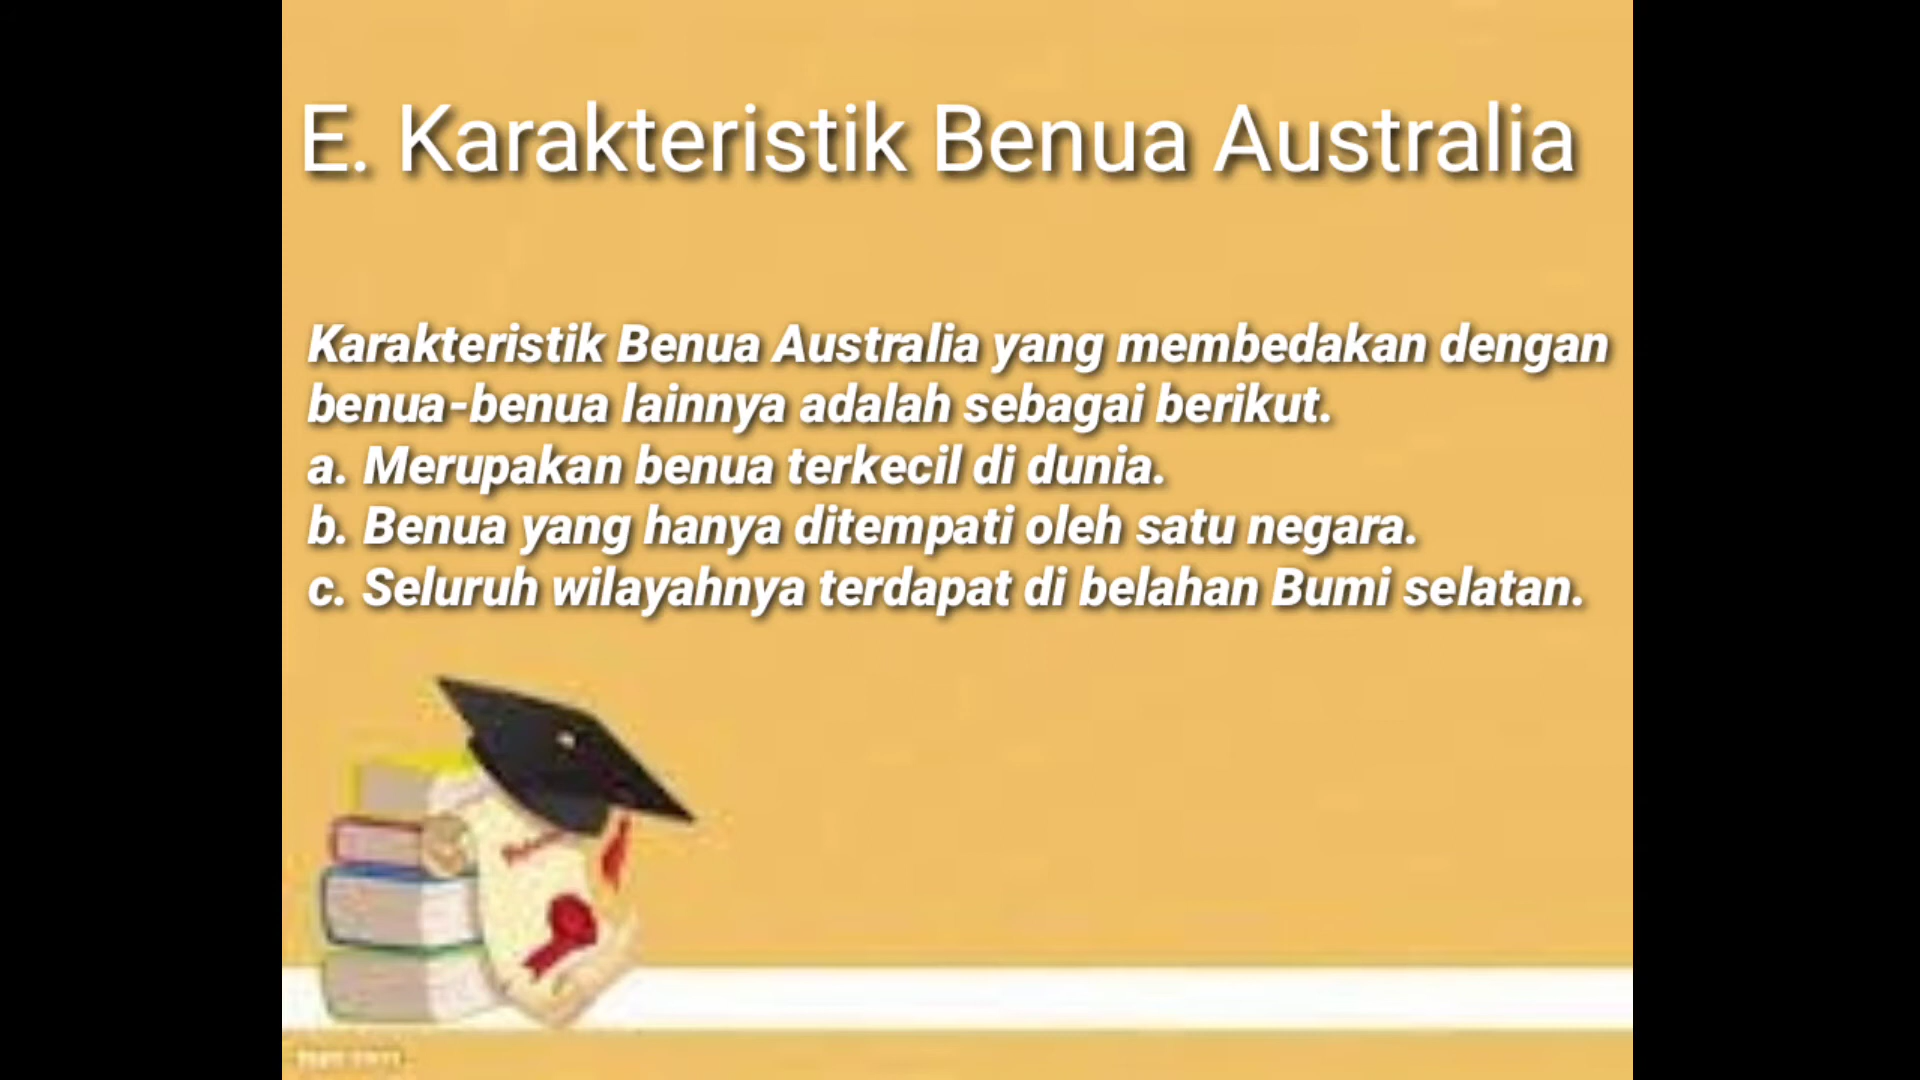 E. Karakteristik Benua Australia
Karakteristik Benua Australia yang membedakan dengan
benua-benua lainnya adalah sebagai berikut.
a. Merupakan benua terkecil di dunia.
b. Benua yang hanya ditempati oleh satu negara.
c. Seluruh wilayahnya terdapat di belahan Bumi selatan.